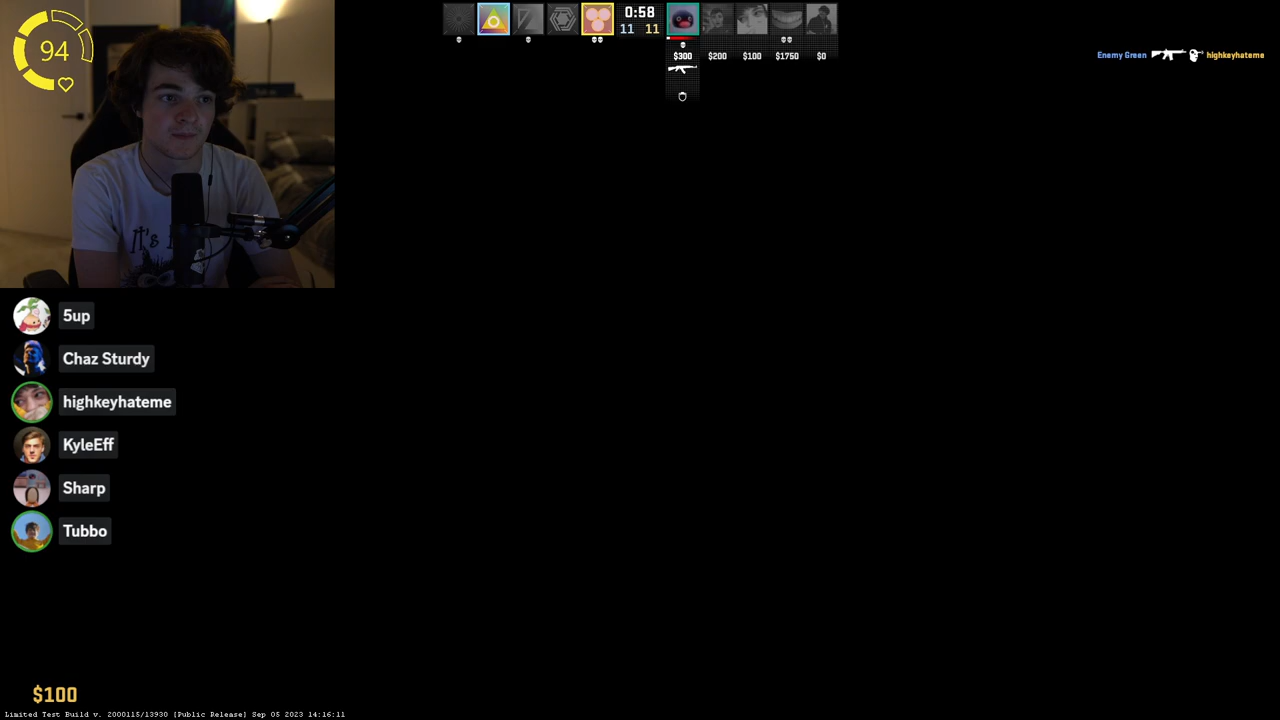 94
0:58
11 11
$300 $200 $100 $1750 $0
Enemy Green highkeyhateme
IT'S
5up
Chaz Sturdy
highkeyhateme
KyleEff
Sharp
Tubbo
$100
Limited Test Build v. 2000115/13930 [Public Release] Sep 05 2023 14:16:11